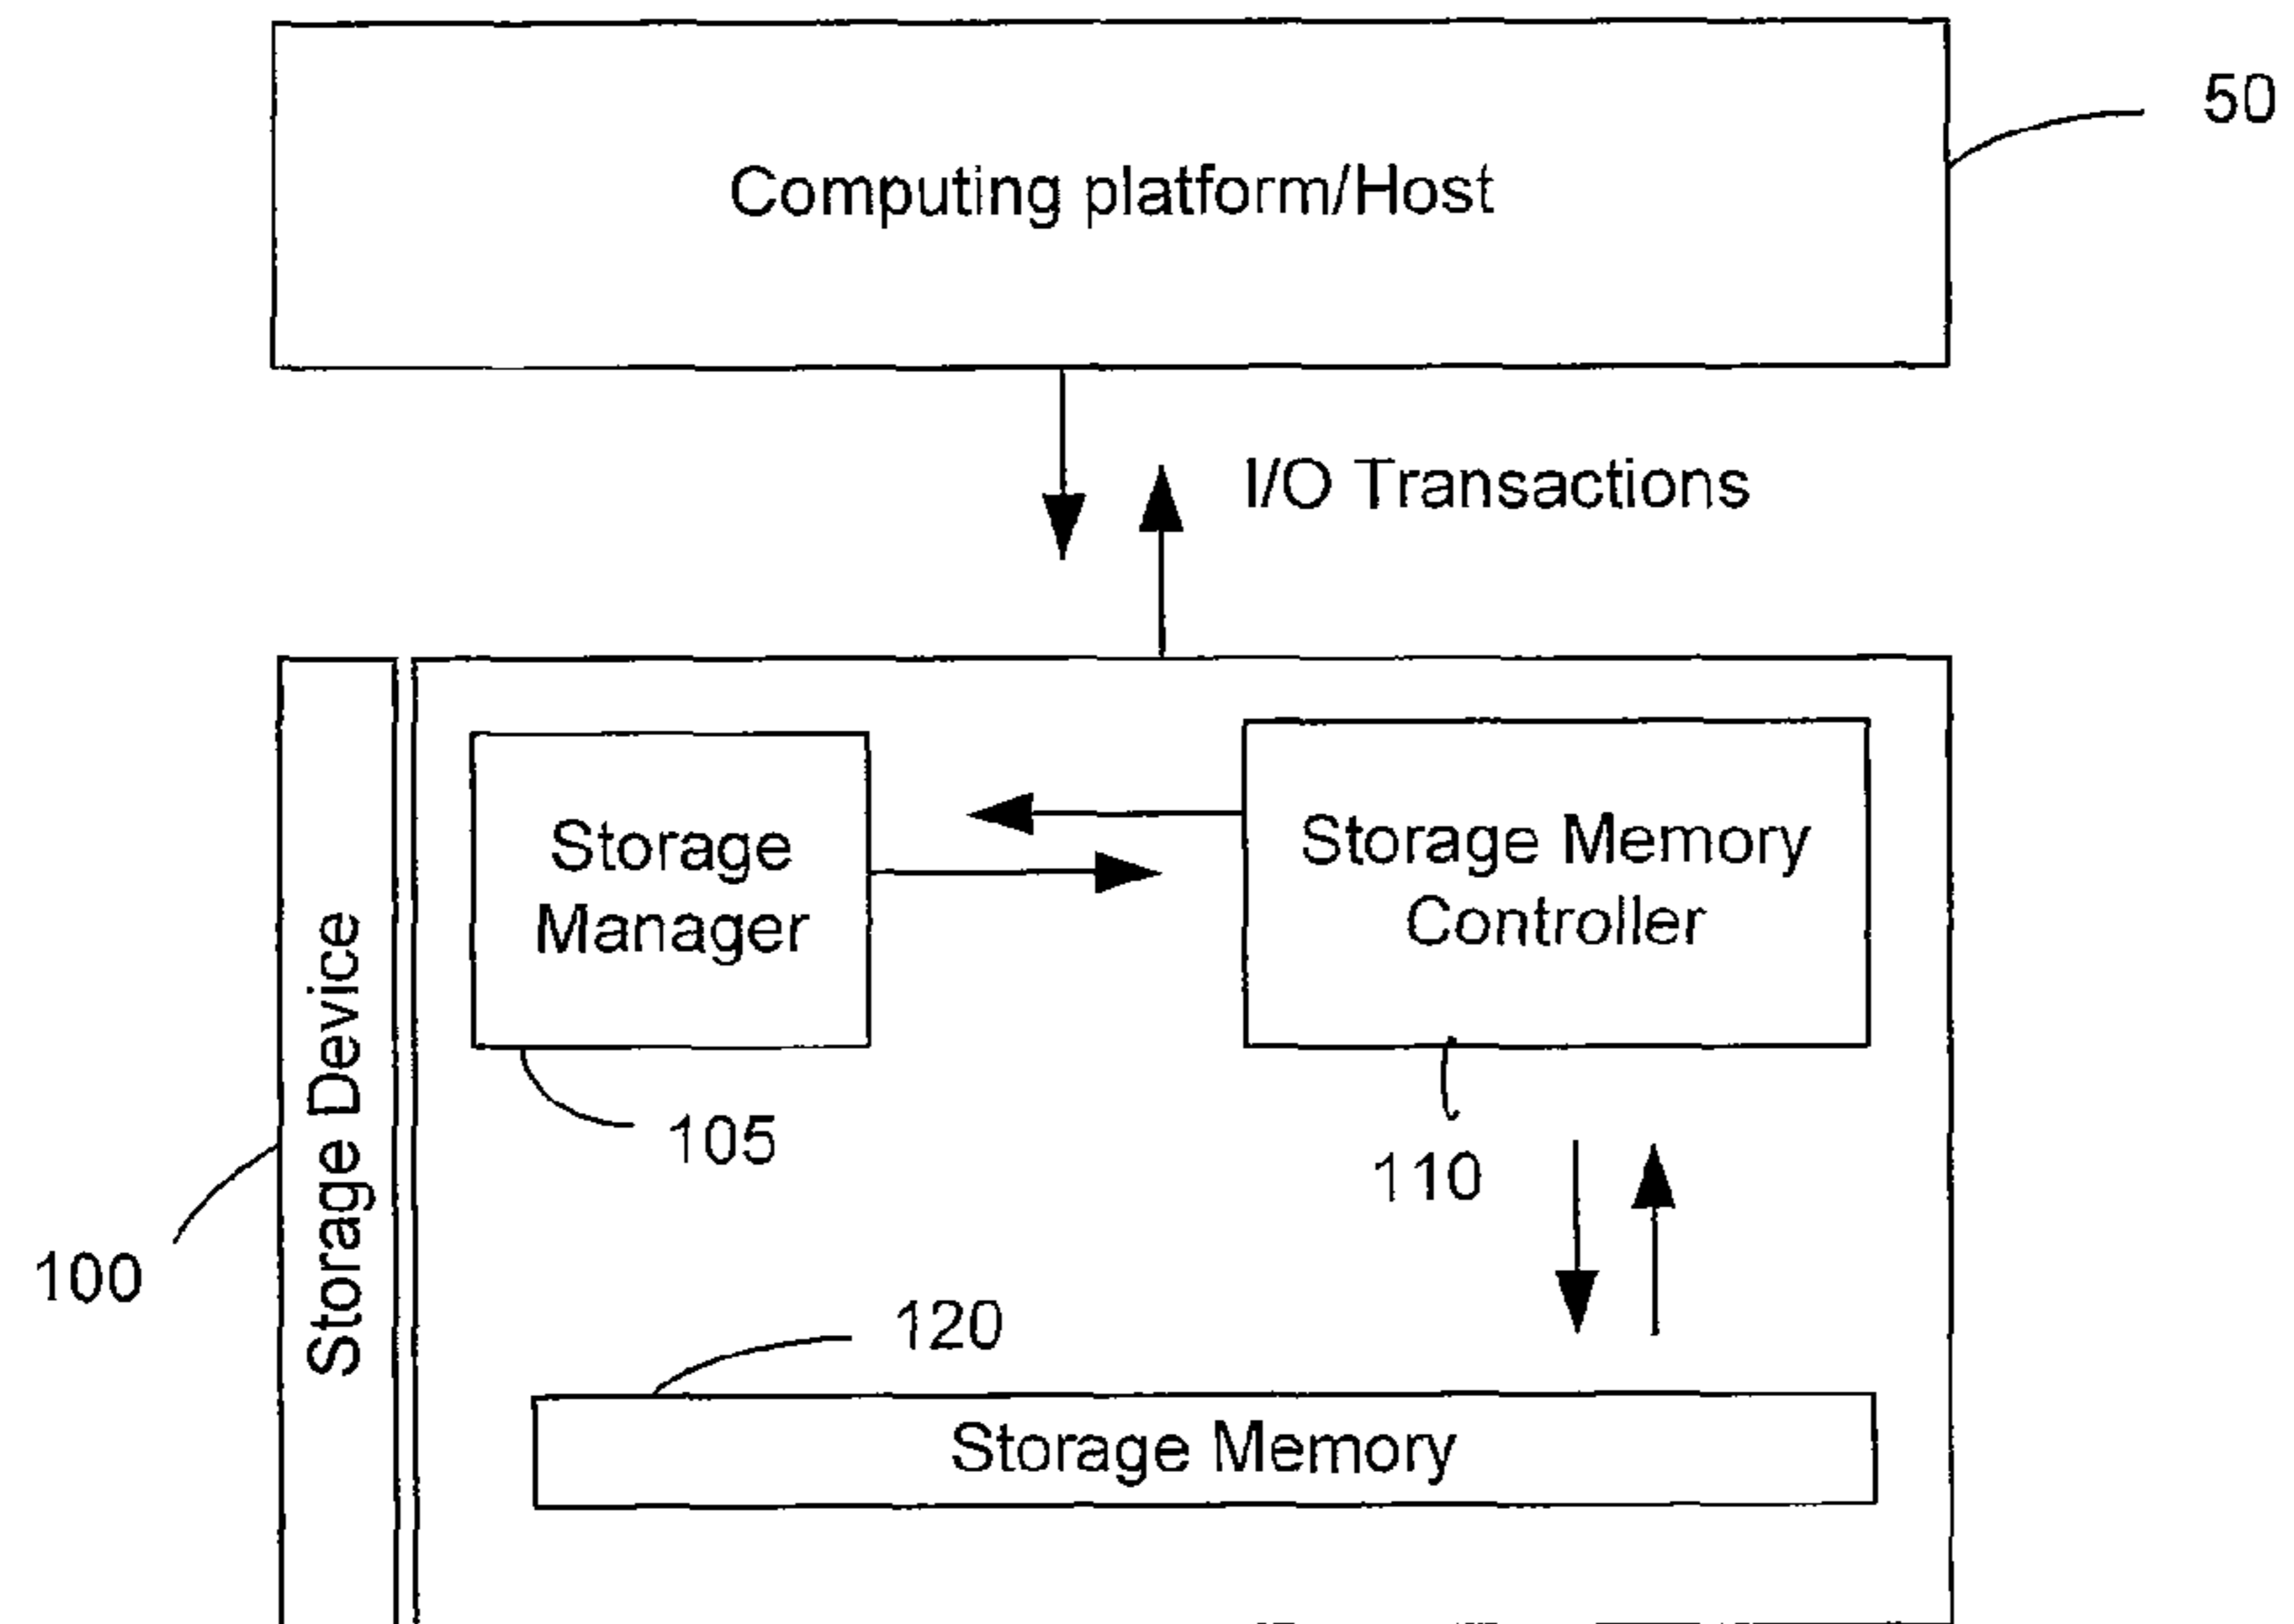 50
Computing platform/Host
I/O Transactions
Storage Device
Storage
Manager
Storage Memory
Controller
105
110
100
120
Storage Memory